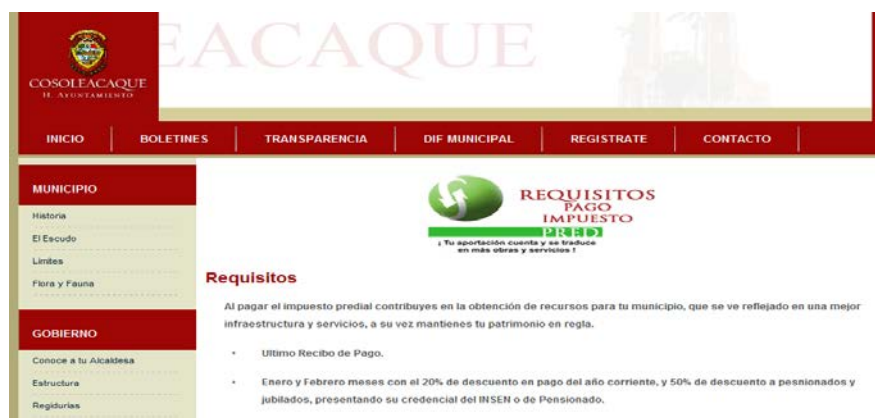 EACAQUE
COSOLEACAQUE
H. AYUNTAMIENTO
INICIO BOLETINES TRANSPARENCIA DIF MUNICIPAL REGISTRATE CONTACTO
MUNICIPIO
Historia
El Escudo
Limites
Flora y Fauna
GOBIERNO
Conoce a tu Alcaldesa
Estructura
Regidurias
REQUISITOS
PAGO
IMPUESTO
PRED
¡ Tu aportación cuenta y se traduce
en más obras y servicios !
Requisitos
Al pagar el impuesto predial contribuyes en la obtención de recursos para tu municipio, que se ve reflejado en una mejor
infraestructura y servicios, a su vez mantienes tu patrimonio en regla.
• Ultimo Recibo de Pago.
• Enero y Febrero meses con el 20% de descuento en pago del año corriente, y 50% de descuento a pesnionados y
jubilados, presentando su credencial del INSEN o de Pensionado.